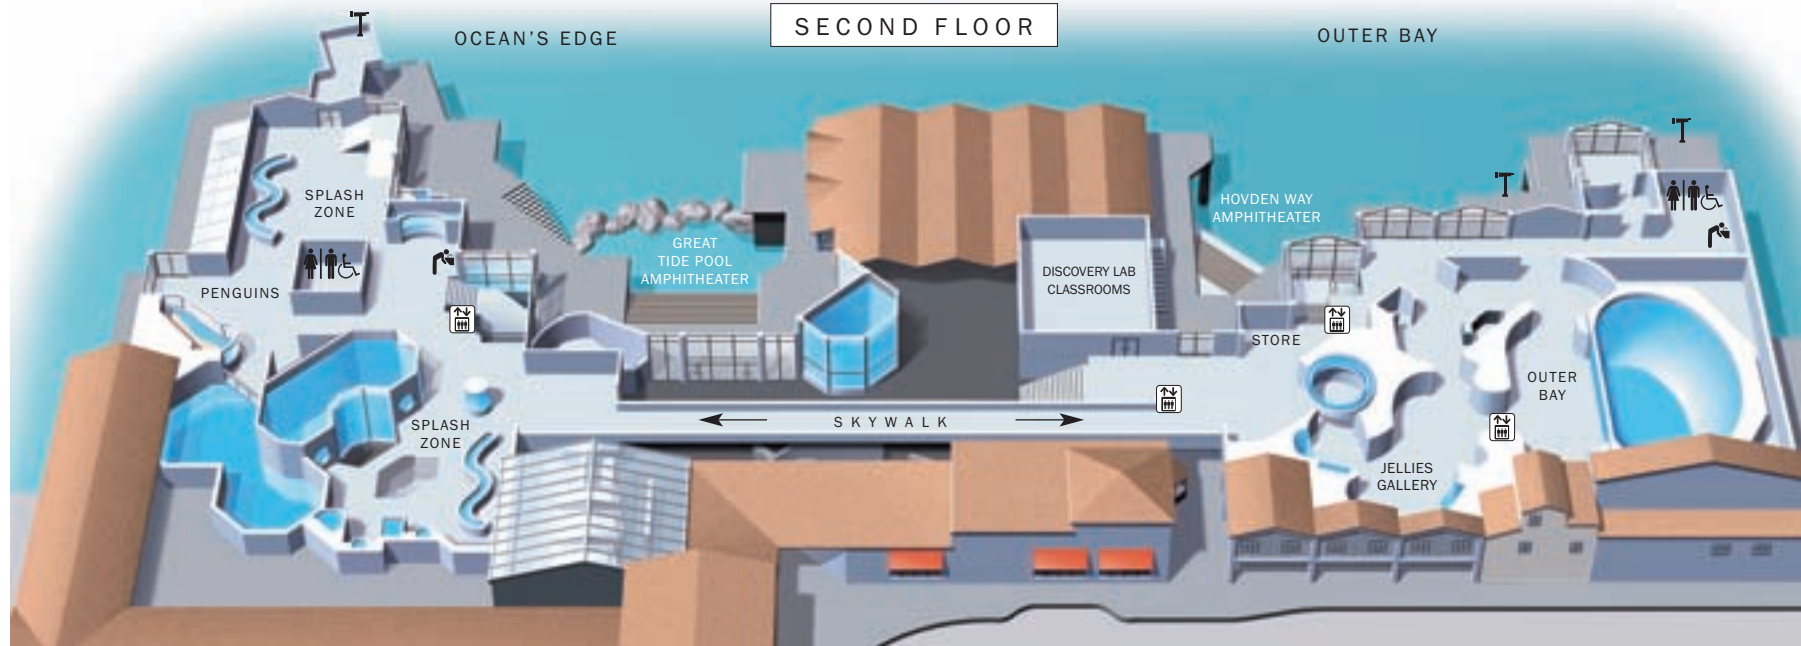 SECOND FLOOR
OCEAN'S EDGE
OUTER BAY
SPLASH
ZONE
PENGUINS
GREAT
TIDE POOL
AMPHITHEATER
HOVDEN WAY
AMPHITHEATER
DISCOVERY LAB
CLASSROOMS
STORE
OUTER
BAY
SPLASH
ZONE
SKYWALK
JELLIES
GALLERY